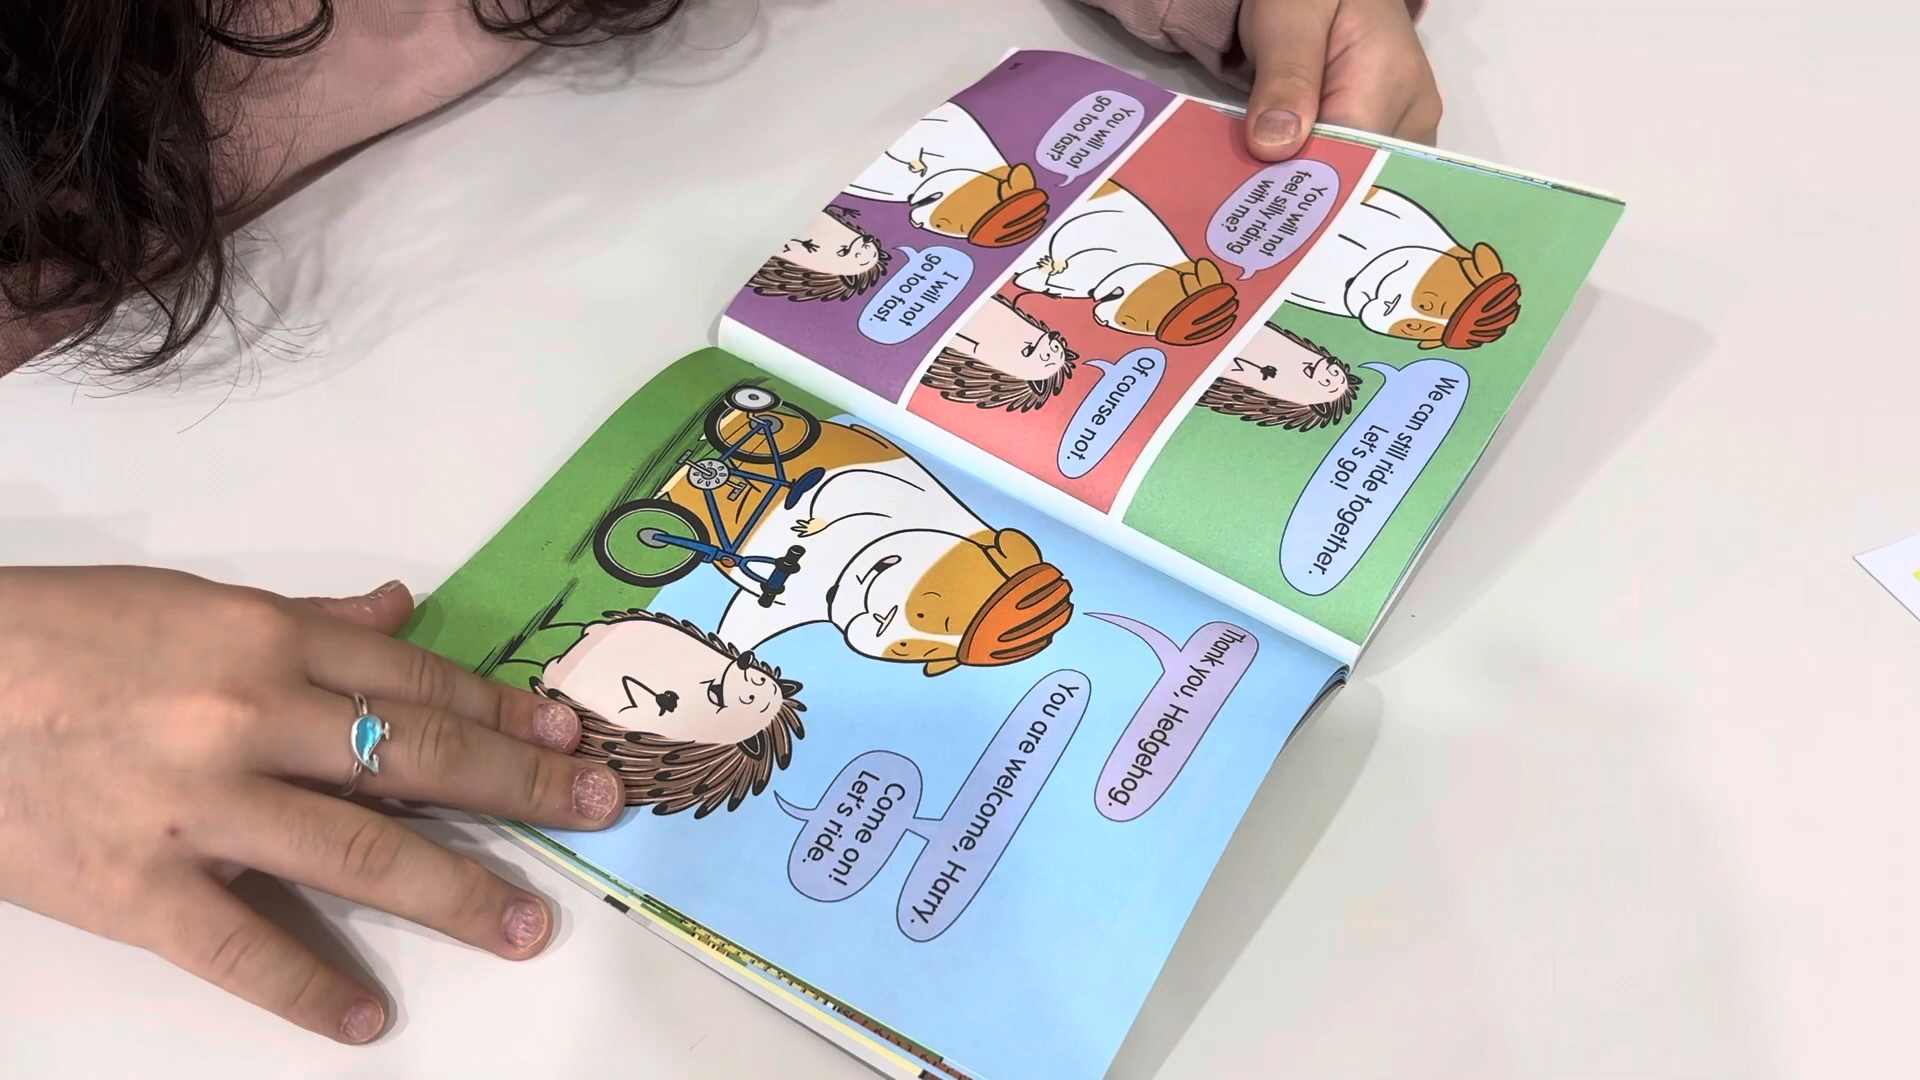 We can still ride together.
Let's go!
You will not
feel silly riding
with me?
Of course not.
You will not
go too fast?
I will not
go too fast.
Thank you, Hedgehog.
You are welcome, Harry.
Come on!
Let's ride.